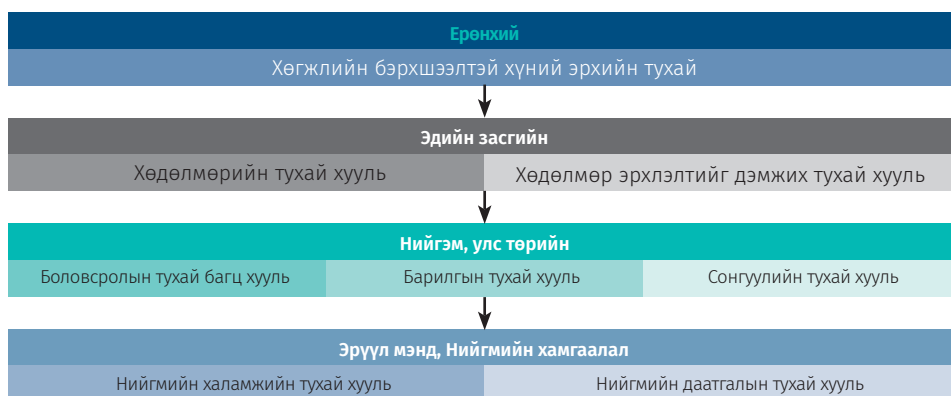 Ерөнхий
Хөгжлийн бэрхшээлтэй хүний эрхийн тухай
Эдийн засгийн
Хөдөлмөрийн тухай хууль
Хөдөлмөр эрхлэлтийг дэмжих тухай хууль
Нийгэм, улс төрийн
Боловсролын тухай багц хууль
Барилгын тухай хууль
Сонгуулийн тухай хууль
Эрүүл мэнд, Нийгмийн хамгаалал
Нийгмийн халамжийн тухай хууль
Нийгмийн даатгалын тухай хууль